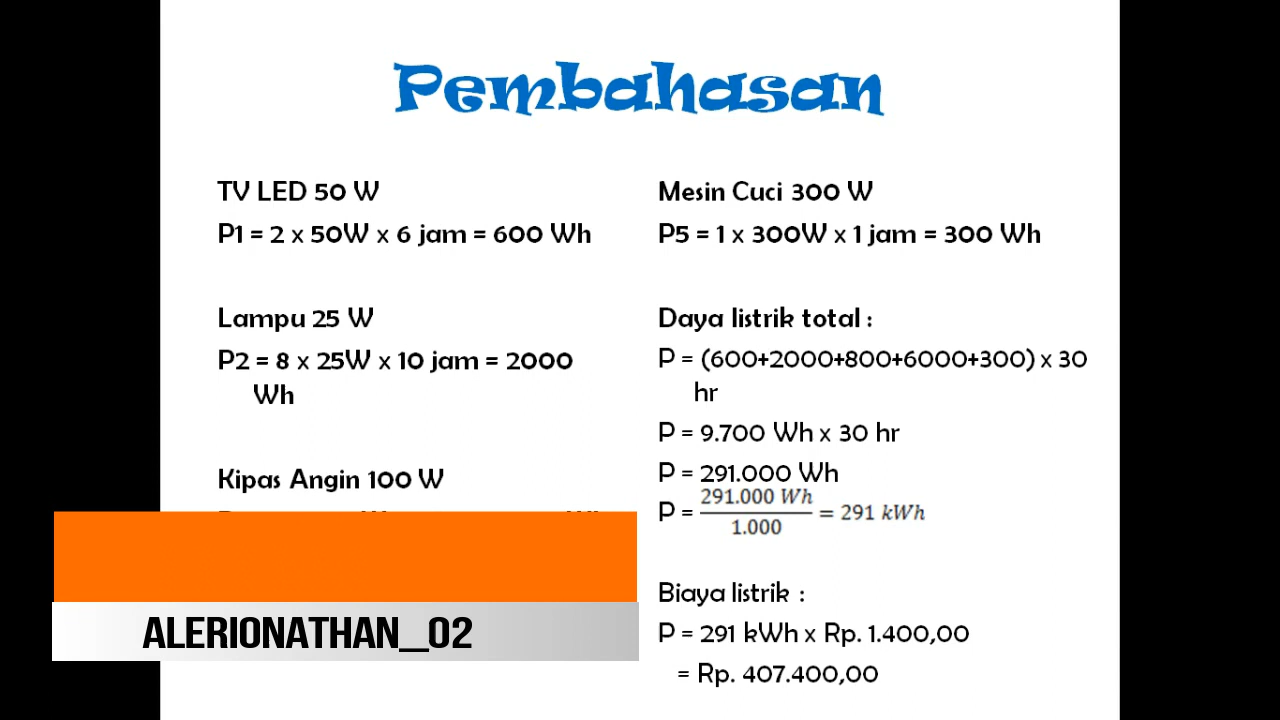 Pembahasan
TV LED 50 W
P1 = 2 x 50W x 6 jam = 600 Wh
Lampu 25 W
P2 = 8 x 25W x 10 jam = 2000
Wh
Kipas Angin 100 W
ALERIONATHAN_02
Mesin Cuci 300 W
P5 = 1 x 300W x 1 jam = 300 Wh
Daya listrik total :
P = (600+2000+800+6000+300) x 30
hr
P = 9.700 Wh x 30 hr
P = 291.000 Wh
P = 291.000 Wh / 1.000 = 291 kWh
Biaya listrik :
P = 291 kWh x Rp. 1.400,00
= Rp. 407.400,00